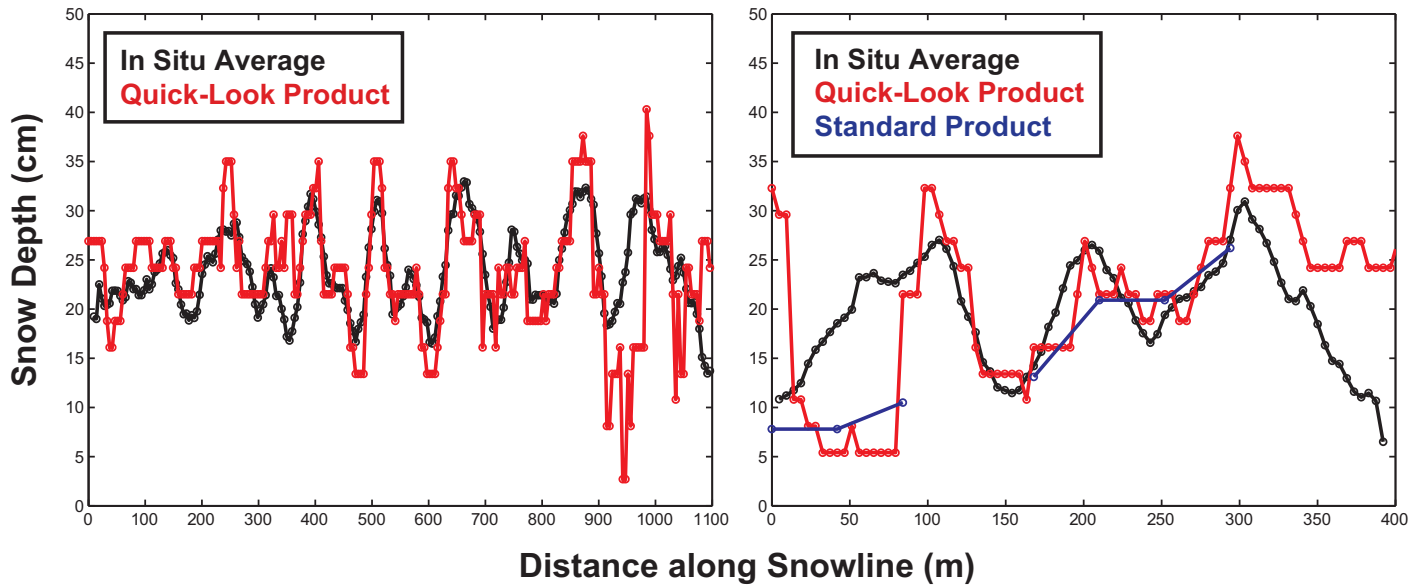 Snow Depth (cm)
50
45
40
35
30
25
20
15
10
5
0
In Situ Average
Quick-Look Product
0 100 200 300 400 500 600 700 800 900 1000 1100
50
45
40
35
30
25
20
15
10
5
0
In Situ Average
Quick-Look Product
Standard Product
0 50 100 150 200 250 300 350 400
Distance along Snowline (m)